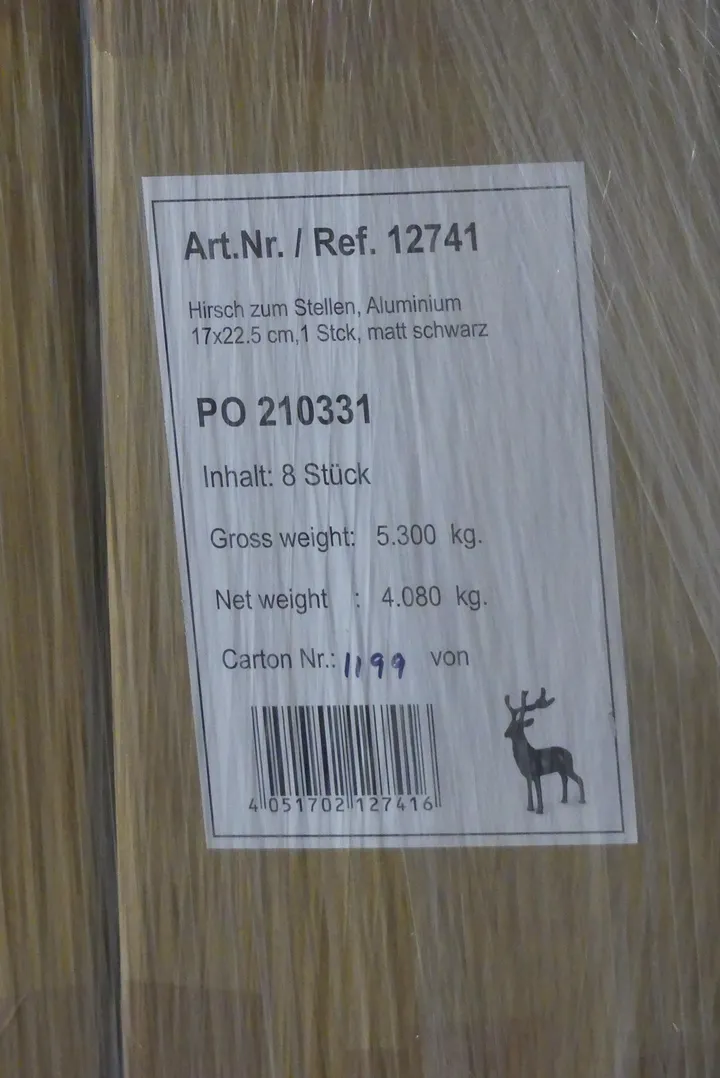 Art.Nr. / Ref. 12741
Hirsch zum Stellen, Aluminium
17x22.5 cm,1 Stck, matt schwarz
PO 210331
Inhalt: 8 Stück
Gross weight: 5.300 kg.
Net weight : 4.080 kg.
Carton Nr.: 1199 von
4 051702 127416